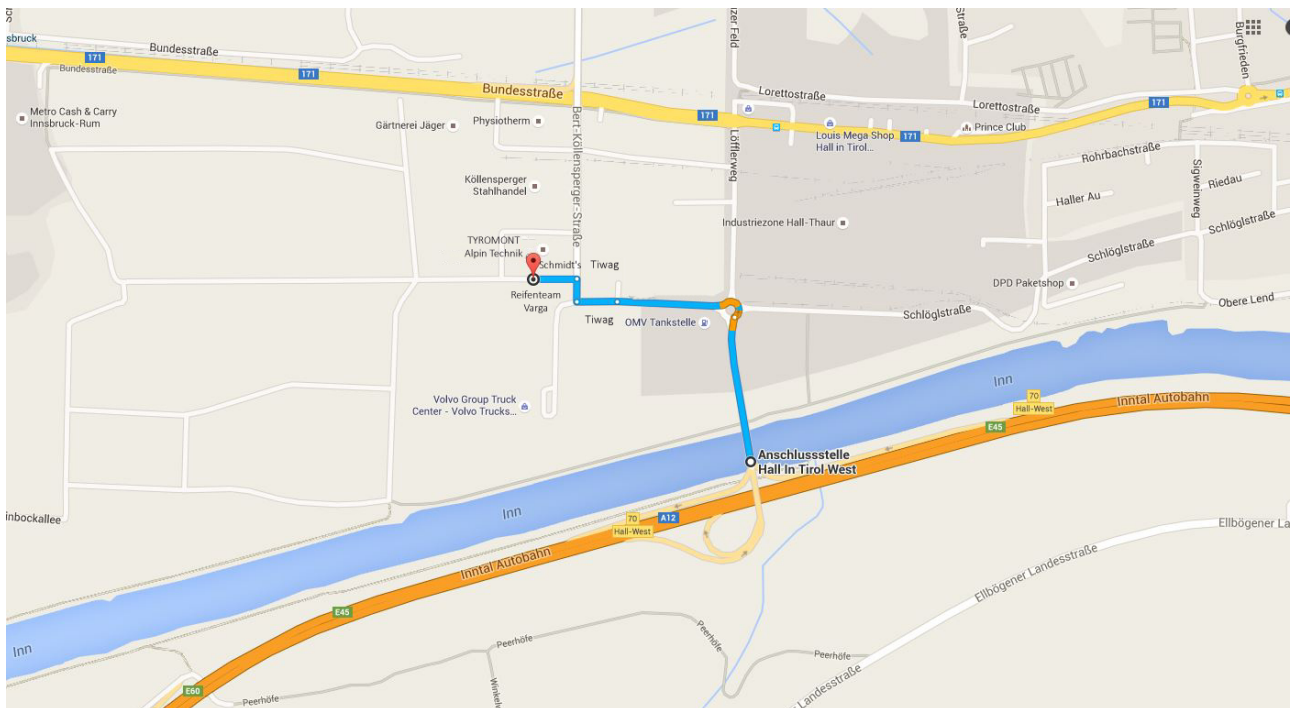 St
sbruck
Bundesstraße
171
Bundesstraße
171
Bundesstraße
Metro Cash & Carry
Innsbruck-Rum
Gärtnerei Jäger
Physiotherm
Bert-Köllensperger-Straße
Köllensperger
Stahlhandel
TYROMONT
Alpin Technik
Schmidt's
Tiwag
Reifenteam
Varga
Tiwag
OMV Tankstelle
Volvo Group Truck
Center - Volvo Trucks...
zer Feld
Löfflerweg
171
Lorettostraße
Louis Mega Shop
Hall in Tirol...
171
Prince Club
Straße
Lorettostraße
171
Burgfrieden
Rohrbachstraße
Sigweinweg
Riedau
Haller Au
Industriezone Hall-Thaur
Schlöglstraße
Schlöglstraße
DPD Paketshop
Schlöglstraße
Obere Lend
Inn
70
Hall-West
Inntal Autobahn
E45
Anschlussstelle
Hall In Tirol West
inbockallee
Inn
70
Hall-West
A12
Inntal Autobahn
E45
Ellbögener La
Ellbögener Landesstraße
Inn
Peerhöfe
Peerhöfe
Peerhöfe
E60
Peerhöfe
Winkelw
r Landesstraße